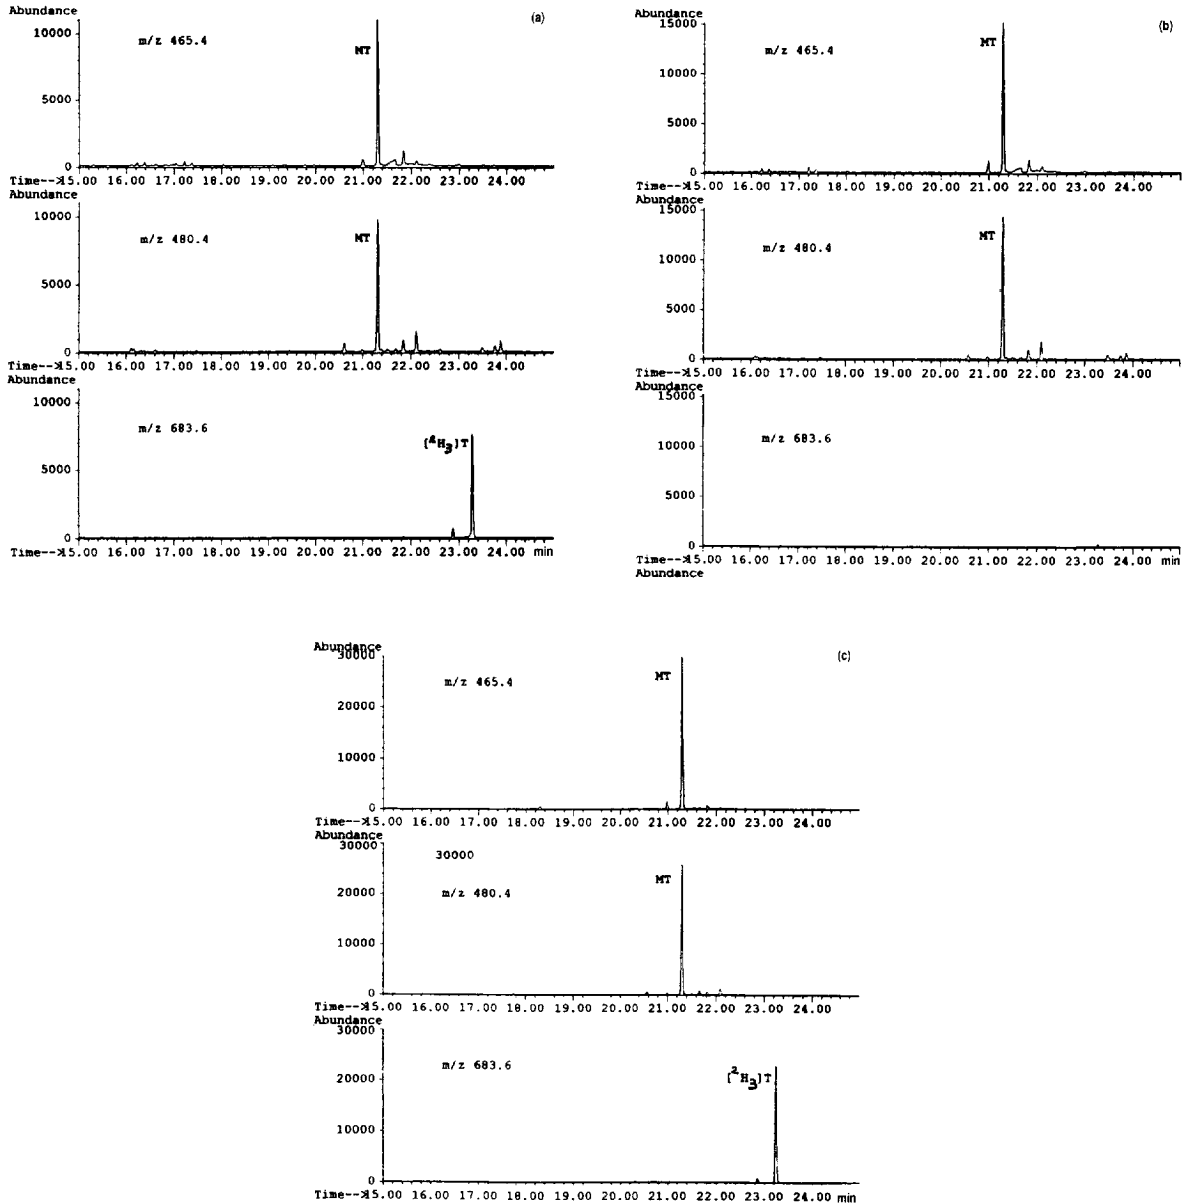 Abundance
(a)
10000
m/z 465.4
MT
5000
0
Time-->15.00 16.00 17.00 18.00 19.00 20.00 21.00 22.00 23.00 24.00
Abundance
10000
m/z 480.4
MT
5000
0
Time-->15.00 16.00 17.00 18.00 19.00 20.00 21.00 22.00 23.00 24.00
Abundance
10000
m/z 683.6
[²H₃]T
5000
0
Time-->15.00 16.00 17.00 18.00 19.00 20.00 21.00 22.00 23.00 24.00 min
Abundance
(b)
15000
m/z 465.4
MT
10000
5000
0
Time-->15.00 16.00 17.00 18.00 19.00 20.00 21.00 22.00 23.00 24.00
Abundance
15000
m/z 480.4
MT
10000
5000
0
Time-->15.00 16.00 17.00 18.00 19.00 20.00 21.00 22.00 23.00 24.00
Abundance
15000
m/z 683.6
10000
5000
0
Time-->15.00 16.00 17.00 18.00 19.00 20.00 21.00 22.00 23.00 24.00 min
Abundance
Abundance
(c)
30000
m/z 465.4
MT
20000
10000
0
Time-->15.00 16.00 17.00 18.00 19.00 20.00 21.00 22.00 23.00 24.00
Abundance
30000
30000
m/z 480.4
MT
20000
10000
0
Time-->15.00 16.00 17.00 18.00 19.00 20.00 21.00 22.00 23.00 24.00
Abundance
30000
m/z 683.6
[²H₃]T
20000
10000
0
Time-->15.00 16.00 17.00 18.00 19.00 20.00 21.00 22.00 23.00 24.00 min